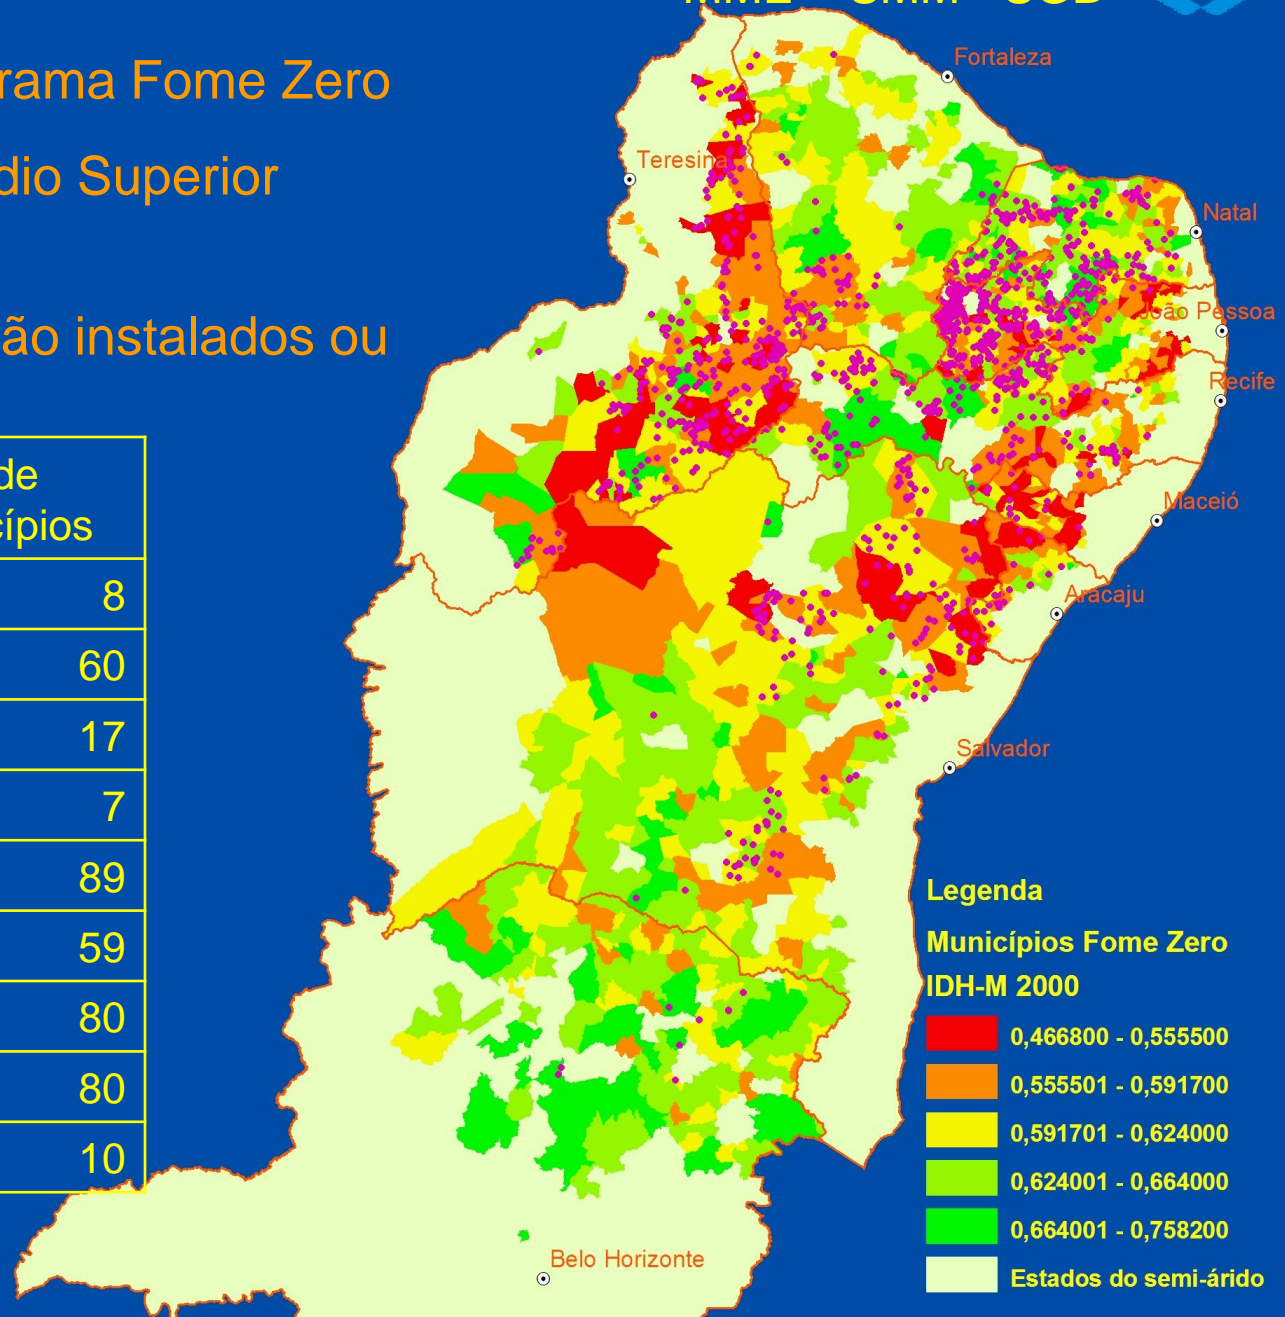 rama Fome Zero
dio Superior
ão instalados ou
de
cípios
8
60
17
7
89
59
80
80
10
Fortaleza
Teresina
Natal
João Pessoa
Recife
Maceió
Aracaju
Salvador
Belo Horizonte
Legenda
Municípios Fome Zero
IDH-M 2000
0,466800 - 0,555500
0,555501 - 0,591700
0,591701 - 0,624000
0,624001 - 0,664000
0,664001 - 0,758200
Estados do semi-árido